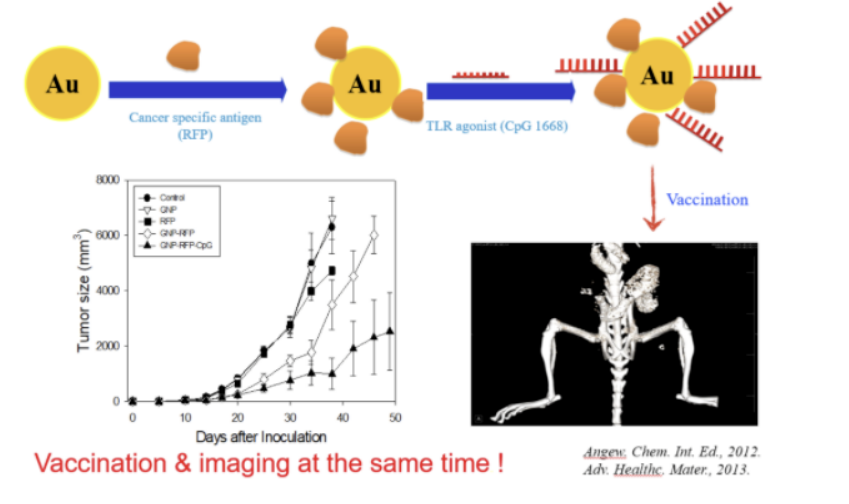 Au
Au
Au
Cancer specific antigen
(RFP)
TLR agonist (CpG 1668)
Vaccination
8000
6000
4000
2000
0
Tumor size (mm³)
Control
GNP
RFP
GNP-RFP
GNP-RFP-CpG
0 10 20 30 40 50
Days after Inoculation
Vaccination & imaging at the same time !
Angew. Chem. Int. Ed., 2012.
Adv. Healthc. Mater., 2013.